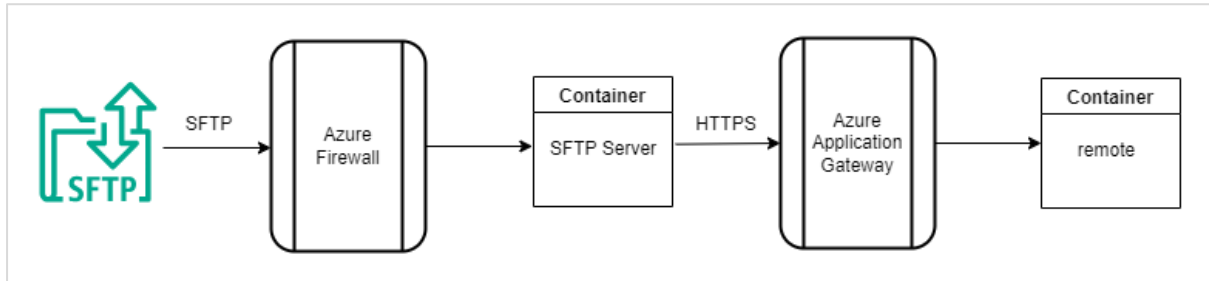 SFTP
SFTP
Azure
Firewall
Container
SFTP Server
HTTPS
Azure
Application
Gateway
Container
remote